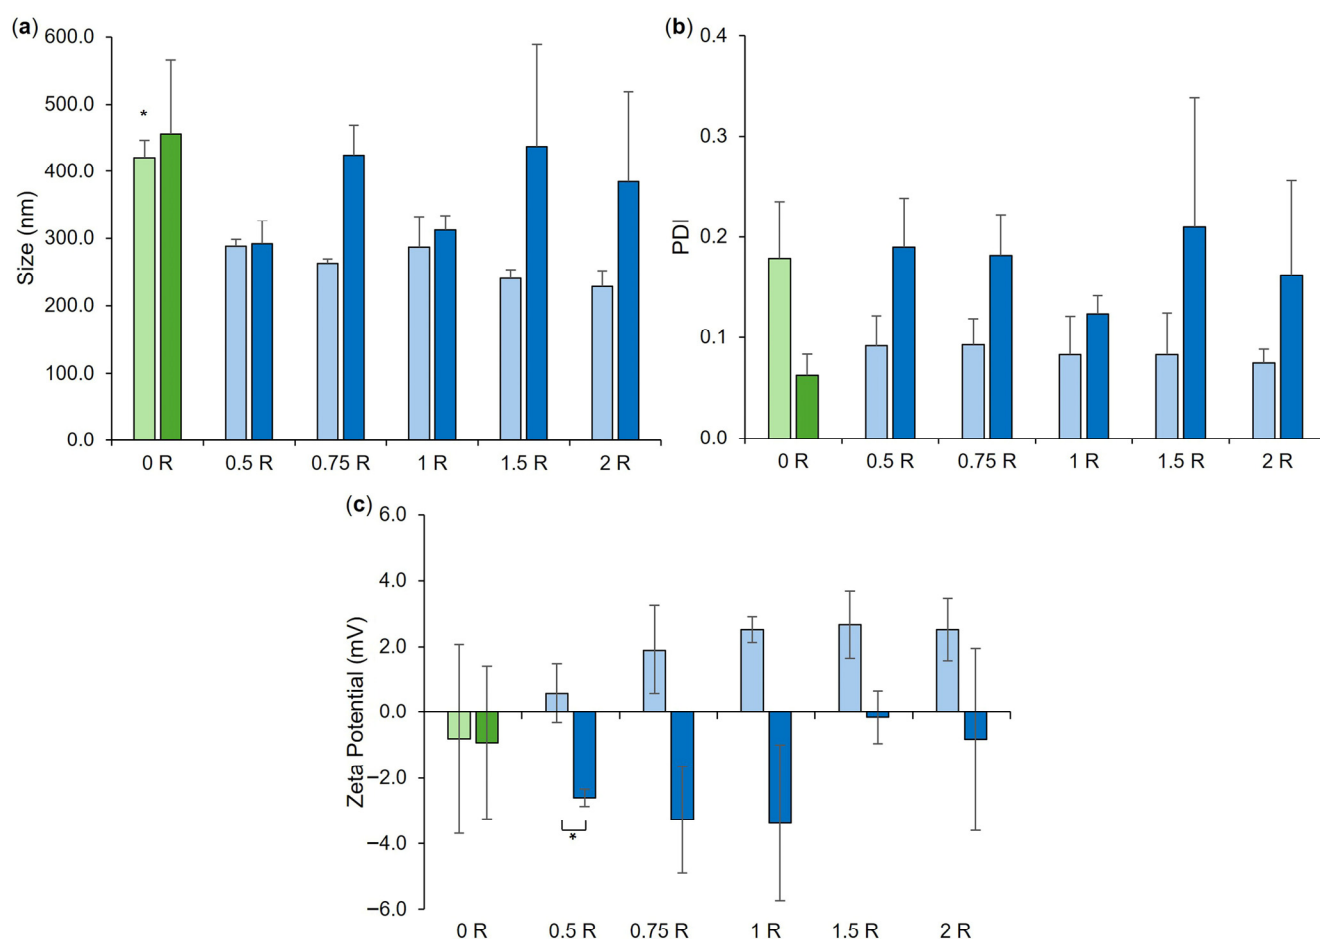 (a)
600.0
500.0
400.0
300.0
200.0
100.0
0.0
Size (nm)
*
0 R 0.5 R 0.75 R 1 R 1.5 R 2 R
(b)
0.4
0.3
0.2
0.1
0.0
PDI
0 R 0.5 R 0.75 R 1 R 1.5 R 2 R
(c)
6.0
4.0
2.0
0.0
−2.0
−4.0
−6.0
Zeta Potential (mV)
*
0 R 0.5 R 0.75 R 1 R 1.5 R 2 R